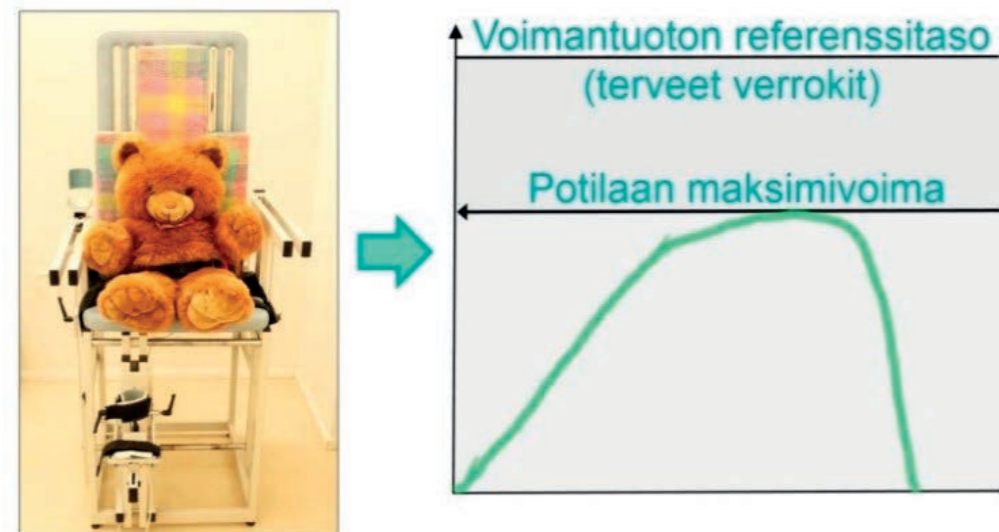 Voimantuoton referenssitaso
(terveet verrokit)
Potilaan maksimivoima